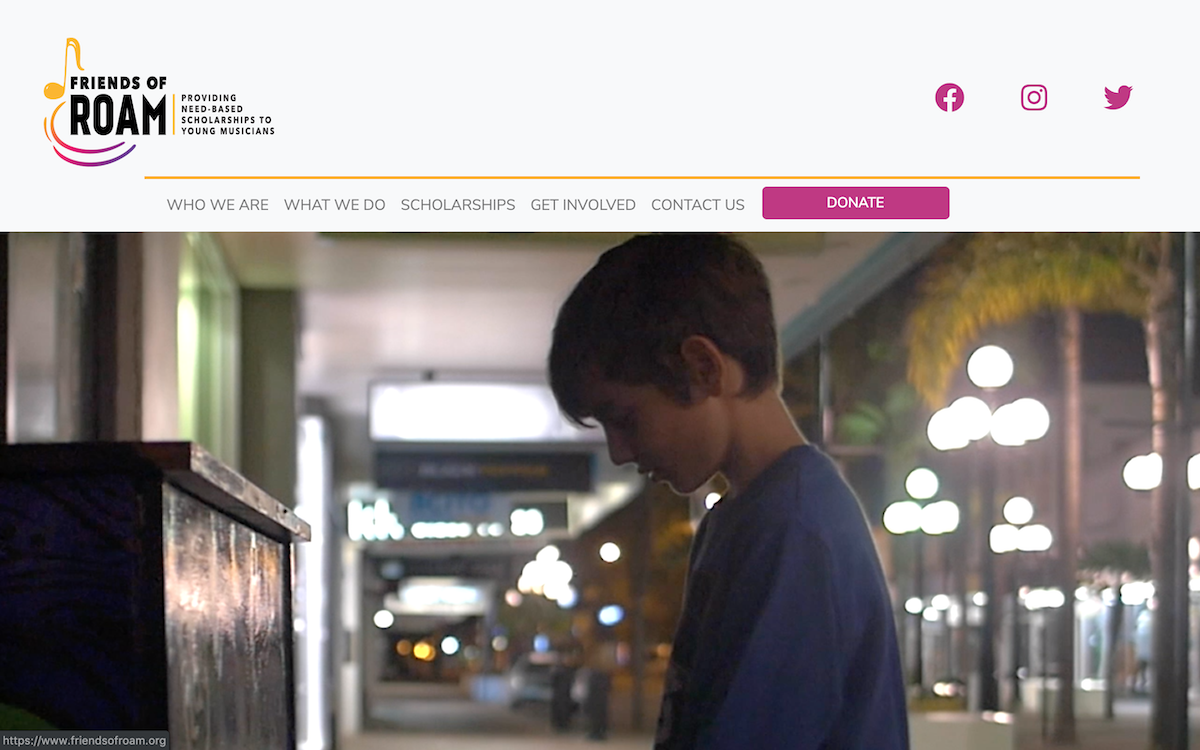 FRIENDS OF
ROAM
PROVIDING
NEED-BASED
SCHOLARSHIPS TO
YOUNG MUSICIANS
WHO WE ARE
WHAT WE DO
SCHOLARSHIPS
GET INVOLVED
CONTACT US
DONATE
https://www.friendsofroam.org